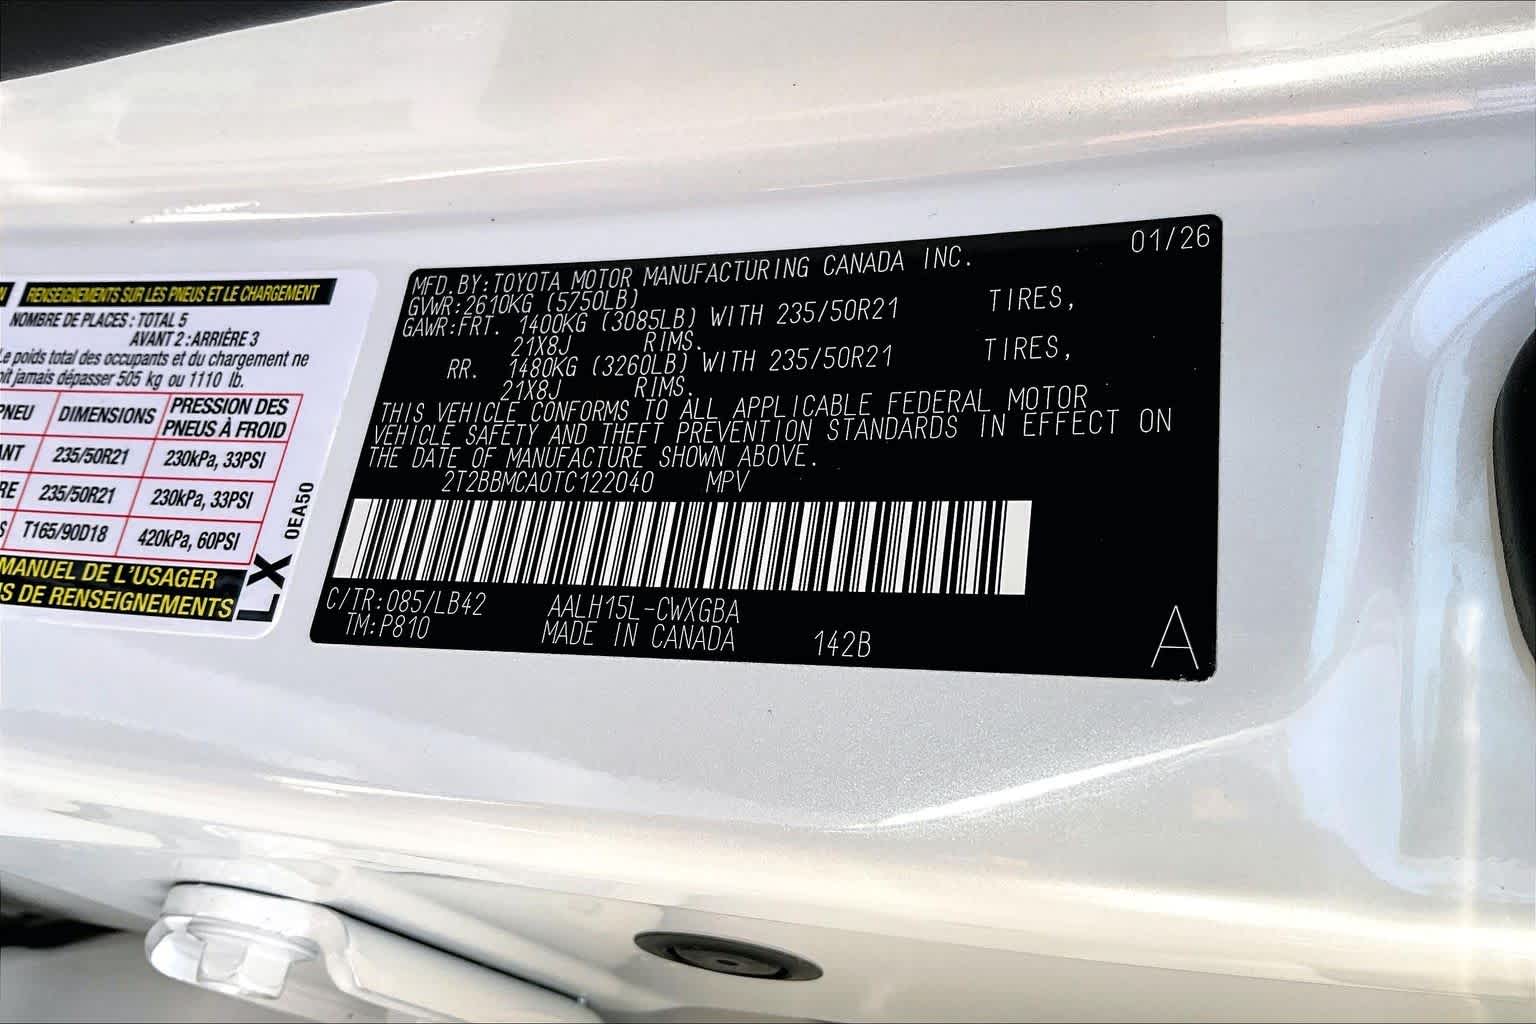 N RENSEIGNEMENTS SUR LES PNEUS ET LE CHARGEMENT
NOMBRE DE PLACES : TOTAL 5
AVANT 2 : ARRIÈRE 3
Le poids total des occupants et du chargement ne
oit jamais dépasser 505 kg ou 1110 lb.
PNEU DIMENSIONS PRESSION DES PNEUS À FROID
ANT 235/50R21 230kPa, 33PSI
RE 235/50R21 230kPa, 33PSI
S T165/90D18 420kPa, 60PSI
MANUEL DE L'USAGER
S DE RENSEIGNEMENTS
LX 0EA50
01/26
MFD.BY:TOYOTA MOTOR MANUFACTURING CANADA INC.
GVWR:2610KG (5750LB)
GAWR:FRT. 1400KG (3085LB) WITH 235/50R21 TIRES,
21X8J RIMS.
RR. 1480KG (3260LB) WITH 235/50R21 TIRES,
21X8J RIMS.
THIS VEHICLE CONFORMS TO ALL APPLICABLE FEDERAL MOTOR
VEHICLE SAFETY AND THEFT PREVENTION STANDARDS IN EFFECT ON
THE DATE OF MANUFACTURE SHOWN ABOVE.
2T2BBMCA0TC122040 MPV
C/TR:085/LB42 AALH15L-CWXGBA
TM:P810 MADE IN CANADA 142B
A